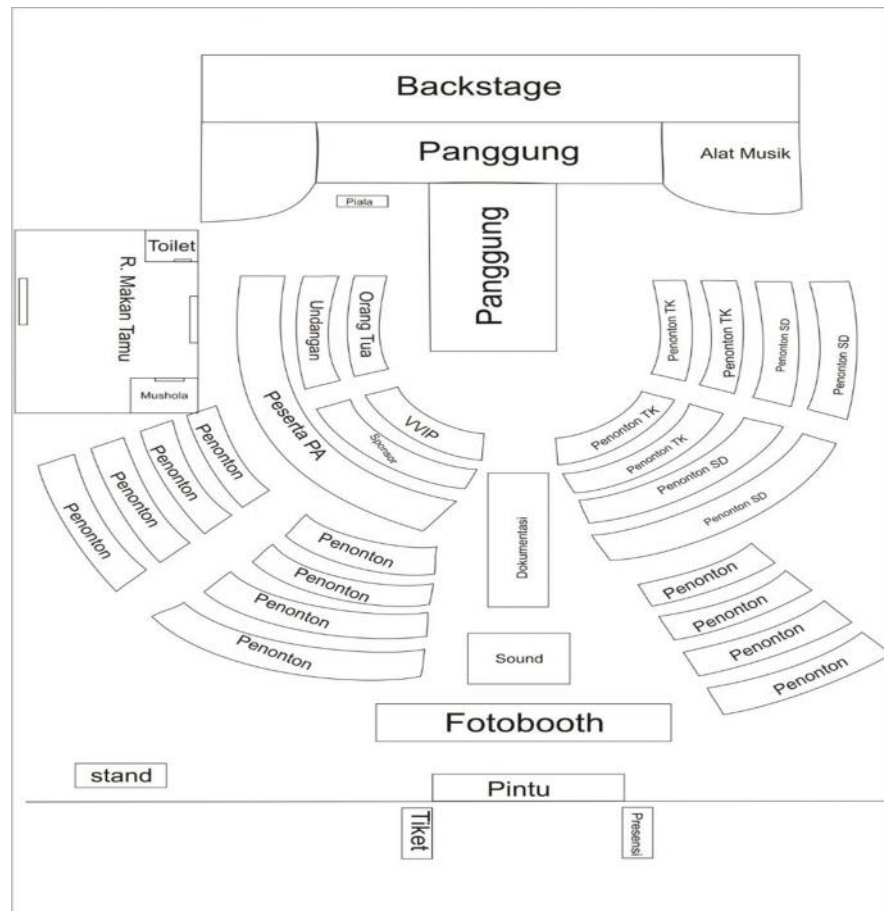 Backstage
Panggung
Alat Musik
Piala
Panggung
Toilet
R. Makan Tamu
Mushola
Undangan
Orang Tua
Peserta PA
Sponsor
VVIP
Penonton TK
Penonton TK
Penonton SD
Penonton SD
Penonton TK
Penonton TK
Penonton SD
Penonton SD
Penonton
Penonton
Penonton
Penonton
Penonton
Penonton
Penonton
Penonton
Dokumentasi
Penonton
Penonton
Penonton
Penonton
Sound
Fotobooth
stand
Pintu
Tiket
Presensi